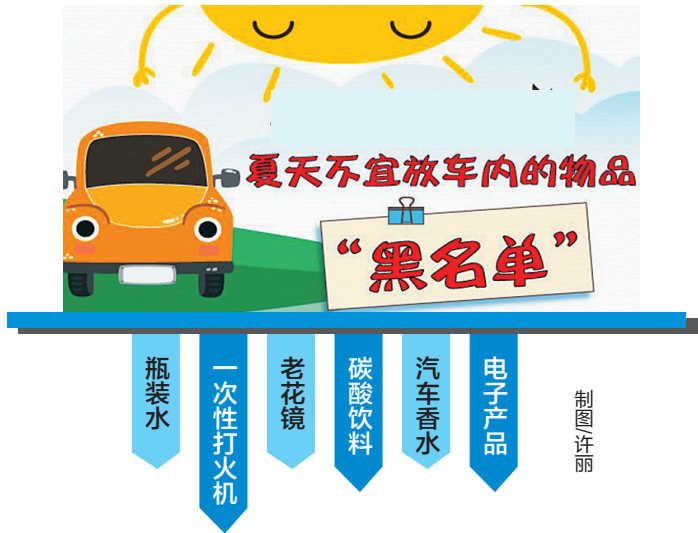 夏天不宜放车内的物品
“黑名单”
瓶装水
一次性打火机
老花镜
碳酸饮料
汽车香水
电子产品
制图/许丽